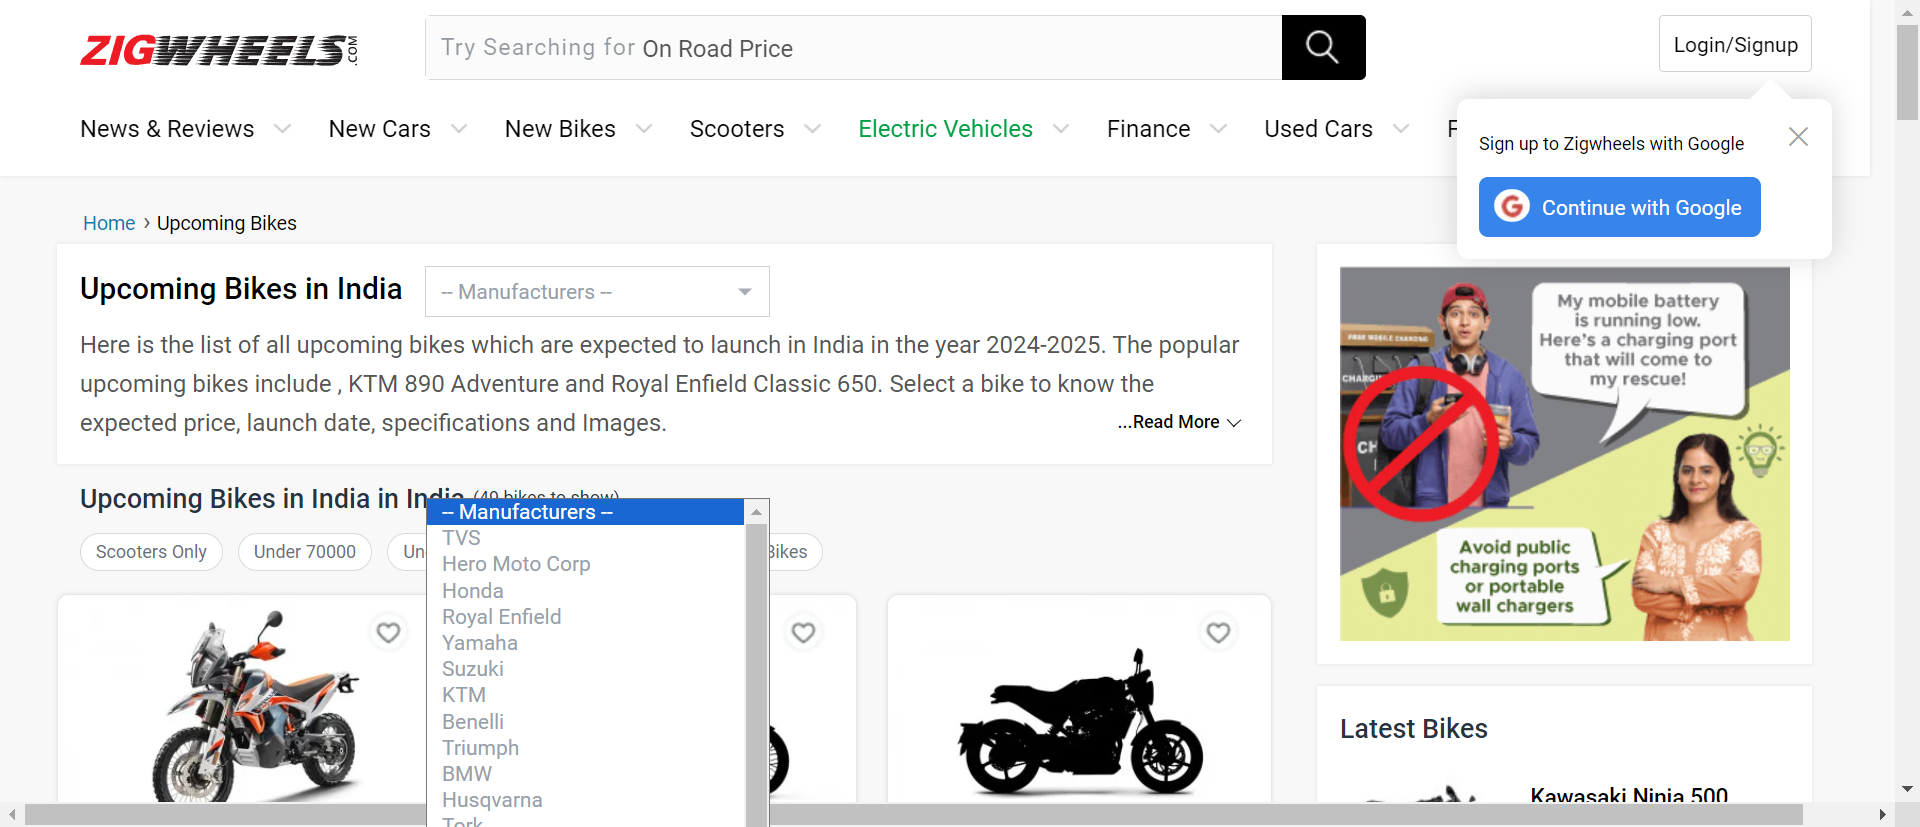 ZIGWHEELS.COM
Try Searching for On Road Price
Login/Signup
News & Reviews
New Cars
New Bikes
Scooters
Electric Vehicles
Finance
Used Cars
Sign up to Zigwheels with Google
Continue with Google
Home › Upcoming Bikes
Upcoming Bikes in India
-- Manufacturers --
Here is the list of all upcoming bikes which are expected to launch in India in the year 2024-2025. The popular
upcoming bikes include , KTM 890 Adventure and Royal Enfield Classic 650. Select a bike to know the
expected price, launch date, specifications and Images.
...Read More
Upcoming Bikes in India in India (49 bikes to show)
Scooters Only
Under 70000
Bikes
-- Manufacturers --
TVS
Hero Moto Corp
Honda
Royal Enfield
Yamaha
Suzuki
KTM
Benelli
Triumph
BMW
Husqvarna
Tork
FREE MOBILE CHARGING
My mobile battery
is running low.
Here's a charging port
that will come to
my rescue!
Avoid public
charging ports
or portable
wall chargers
Latest Bikes
Kawasaki Ninja 500